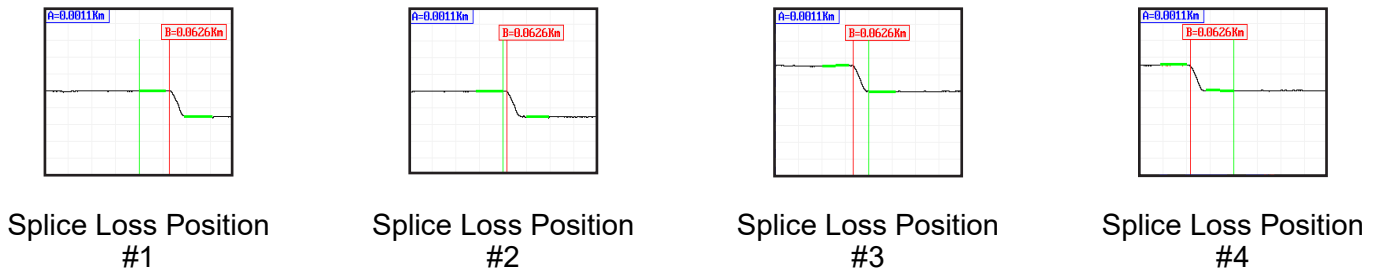 A=0.0011Km
B=0.0626Km
A=0.0011Km
B=0.0626Km
A=0.0011Km
B=0.0626Km
A=0.0011Km
B=0.0626Km
Splice Loss Position
#1
Splice Loss Position
#2
Splice Loss Position
#3
Splice Loss Position
#4